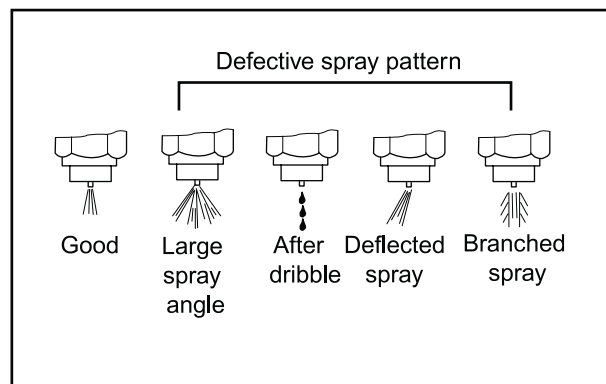 Defective spray pattern
Good
Large
spray
angle
After
dribble
Deflected
spray
Branched
spray